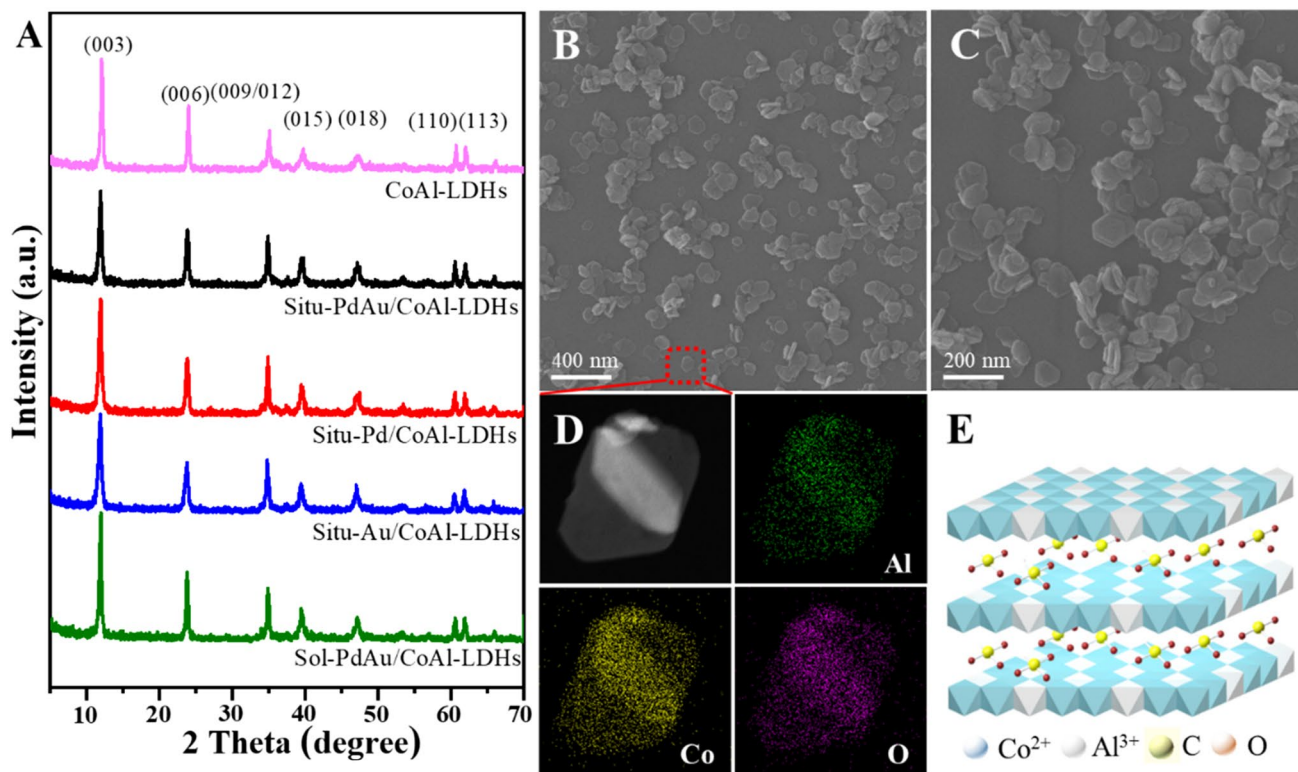 A
(003)
(006)
(009/012)
(015)
(018)
(110)
(113)
CoAl-LDHs
Situ-PdAu/CoAl-LDHs
Situ-Pd/CoAl-LDHs
Situ-Au/CoAl-LDHs
Sol-PdAu/CoAl-LDHs
Intensity (a.u.)
10 20 30 40 50 60 70
2 Theta (degree)
B
400 nm
C
200 nm
D
Al
Co
O
E
Co²⁺ Al³⁺ C O